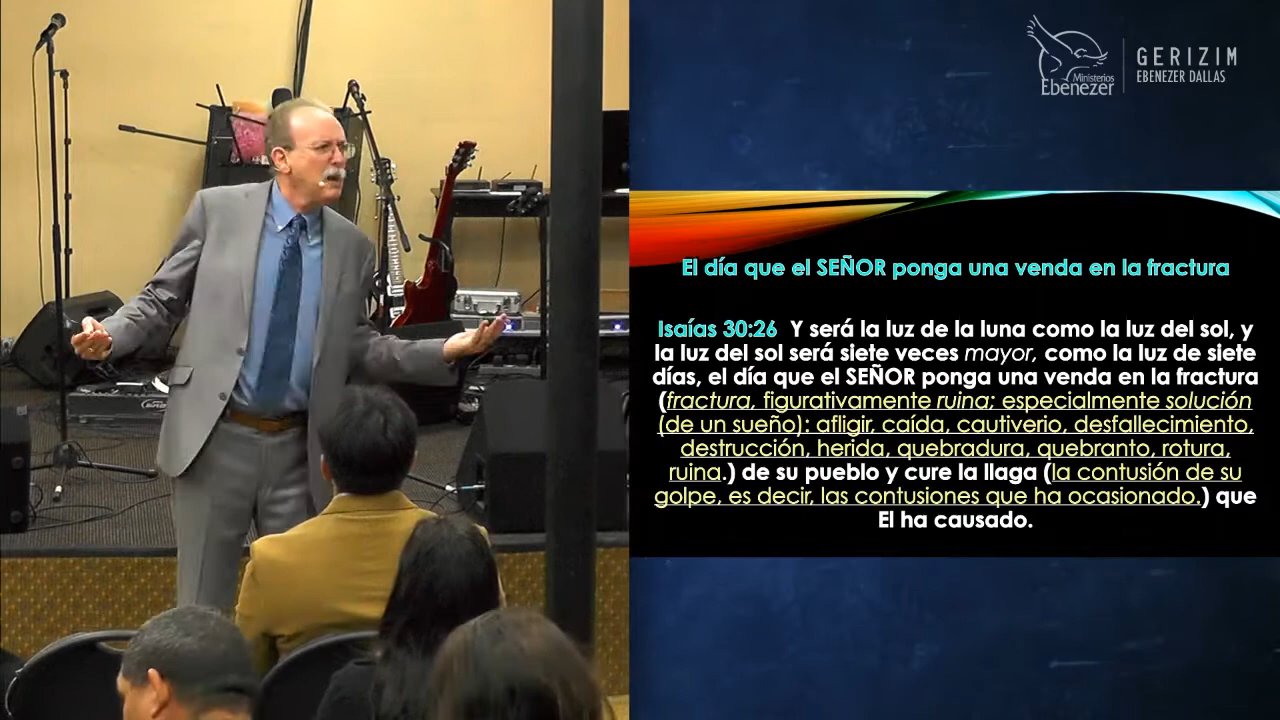 Ministerios
Ebenezer
GERIZIM
EBENEZER DALLAS
El día que el SEÑOR ponga una venda en la fractura
Isaías 30:26 Y será la luz de la luna como la luz del sol, y
la luz del sol será siete veces mayor, como la luz de siete
días, el día que el SEÑOR ponga una venda en la fractura
(fractura, figurativamente ruina; especialmente solución
(de un sueño): afligir, caída, cautiverio, desfallecimiento,
destrucción, herida, quebradura, quebranto, rotura,
ruina.) de su pueblo y cure la llaga (la contusión de su
golpe, es decir, las contusiones que ha ocasionado.) que
El ha causado.